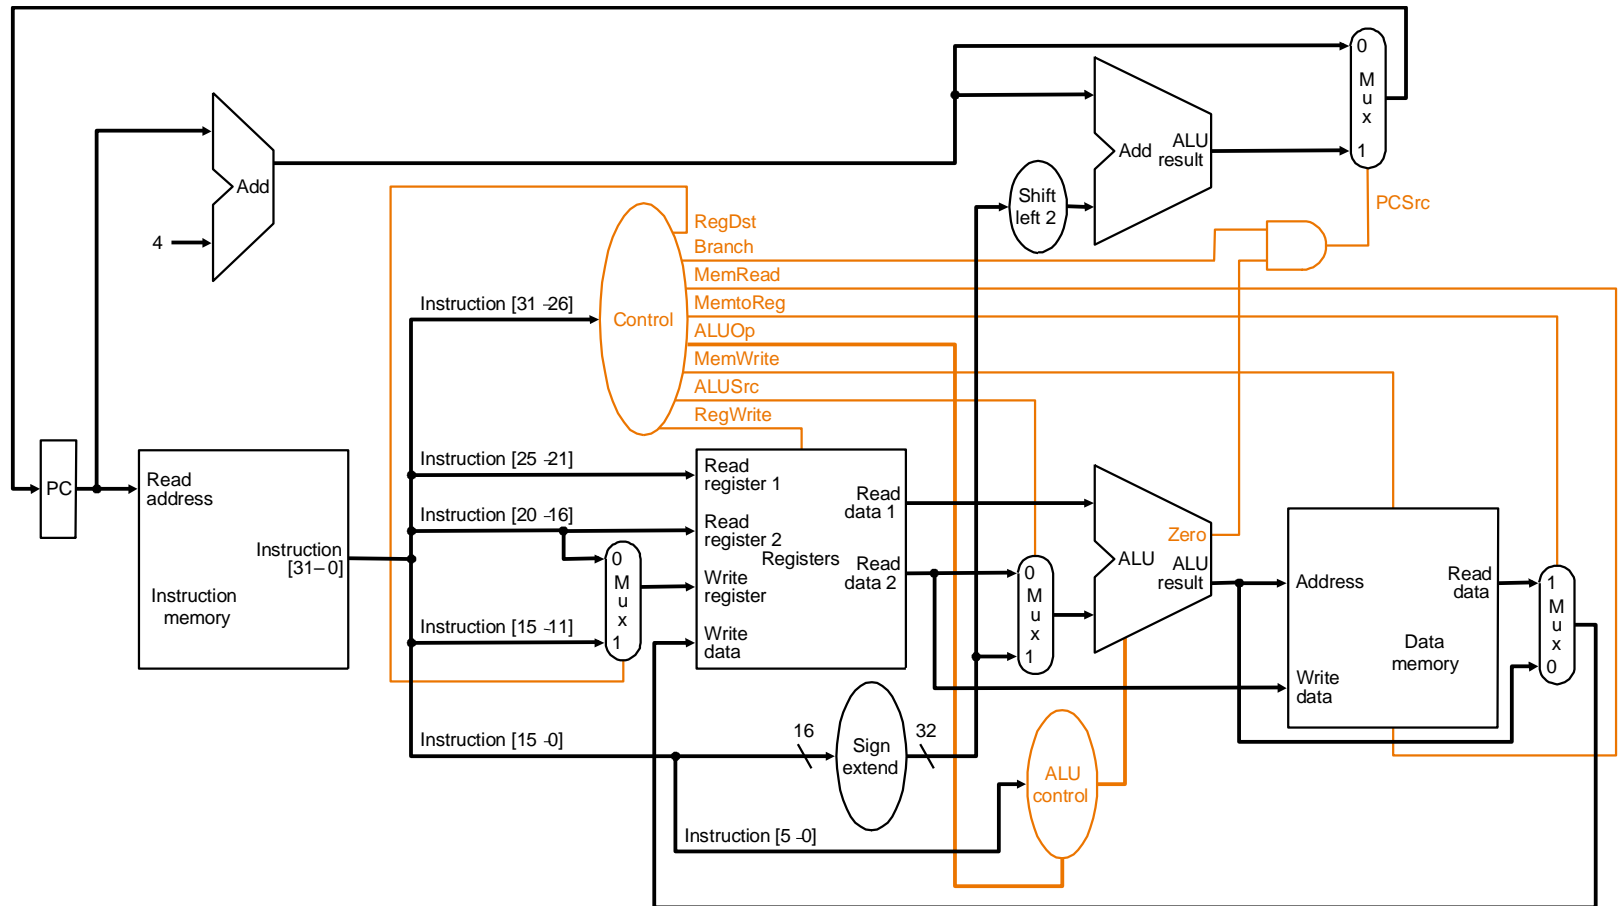 0
M
u
x
1
Add
ALU
result
Shift
left 2
Add
4
PCSrc
RegDst
Branch
MemRead
MemtoReg
ALUOp
MemWrite
ALUSrc
RegWrite
Control
Instruction [31–26]
Instruction [25–21]
Instruction [20–16]
Instruction [15–11]
Instruction [15–0]
Instruction [5–0]
PC
Read
address
Instruction
[31–0]
Instruction
memory
0
M
u
x
1
Read
register 1
Read
register 2
Write
register
Write
data
Registers
Read
data 1
Read
data 2
0
M
u
x
1
Zero
ALU
ALU
result
Address
Write
data
Read
data
Data
memory
1
M
u
x
0
16
Sign
extend
32
ALU
control